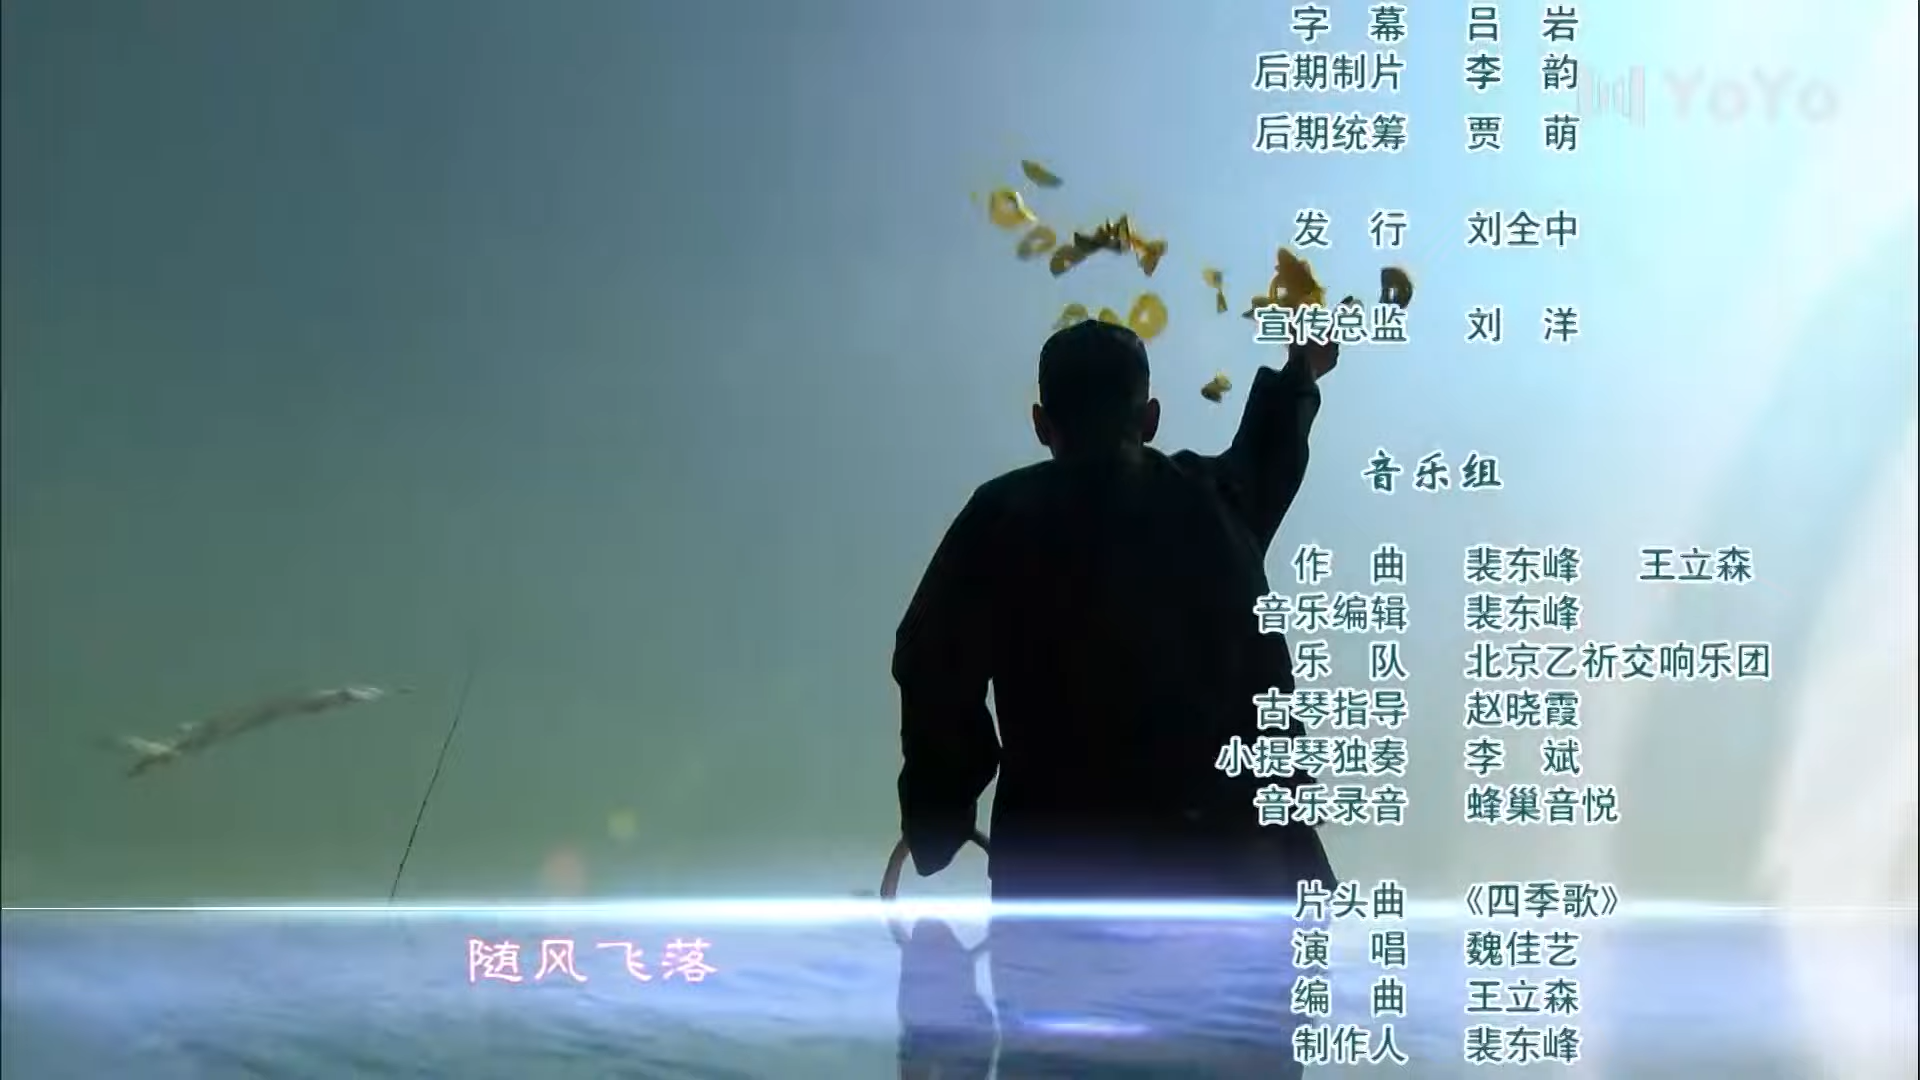 字 幕 吕 岩
后期制片 李 韵
YoYo
后期统筹 贾 萌
发 行 刘全中
宣传总监 刘 洋
音乐组
作 曲 裴东峰 王立森
音乐编辑 裴东峰
乐 队 北京乙祈交响乐团
古琴指导 赵晓霞
小提琴独奏 李 斌
音乐录音 蜂巢音悦
片头曲 《四季歌》
演 唱 魏佳艺
随风飞落
编 曲 王立森
制作人 裴东峰